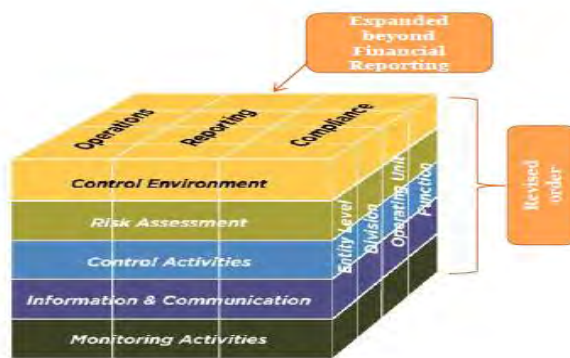 Expanded
beyond
Financial
Reporting
Operations
Reporting
Compliance
Control Environment
Risk Assessment
Control Activities
Information & Communication
Monitoring Activities
Entity Level
Division
Operating Unit
Function
Revised
order